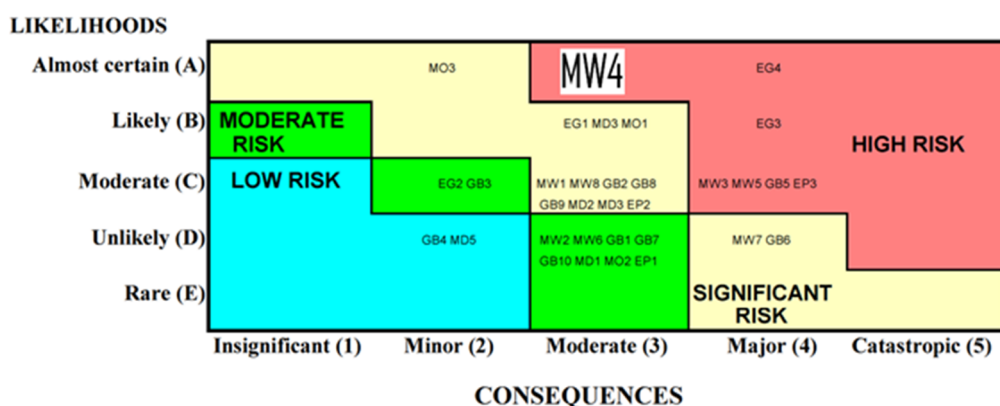 LIKELIHOODS
Almost certain (A)
MO3
MW4
EG4
Likely (B)
MODERATE
RISK
EG1 MD3 MO1
EG3
HIGH RISK
Moderate (C)
LOW RISK
EG2 GB3
MW1 MW8 GB2 GB8
GB9 MD2 MD3 EP2
MW3 MW5 GB5 EP3
Unlikely (D)
GB4 MD5
MW2 MW6 GB1 GB7
GB10 MD1 MO2 EP1
MW7 GB6
Rare (E)
SIGNIFICANT
RISK
Insignificant (1)
Minor (2)
Moderate (3)
Major (4)
Catastropic (5)
CONSEQUENCES